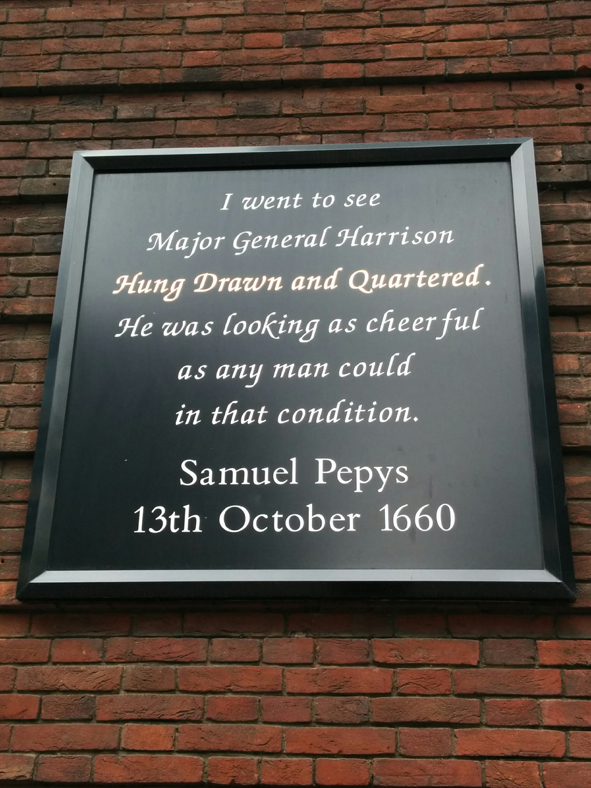 I went to see
Major General Harrison
Hung Drawn and Quartered.
He was looking as cheerful
as any man could
in that condition.
Samuel Pepys
13th October 1660